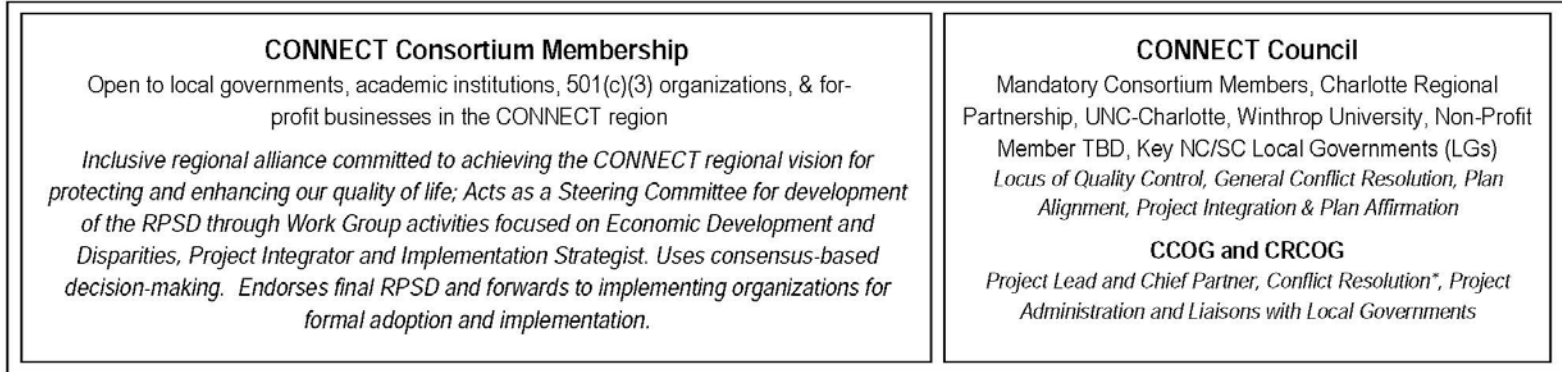 CONNECT Consortium Membership
Open to local governments, academic institutions, 501(c)(3) organizations, & for-
profit businesses in the CONNECT region
Inclusive regional alliance committed to achieving the CONNECT regional vision for
protecting and enhancing our quality of life; Acts as a Steering Committee for development
of the RPSD through Work Group activities focused on Economic Development and
Disparities, Project Integrator and Implementation Strategist. Uses consensus-based
decision-making. Endorses final RPSD and forwards to implementing organizations for
formal adoption and implementation.
CONNECT Council
Mandatory Consortium Members, Charlotte Regional
Partnership, UNC-Charlotte, Winthrop University, Non-Profit
Member TBD, Key NC/SC Local Governments (LGs)
Locus of Quality Control, General Conflict Resolution, Plan
Alignment, Project Integration & Plan Affirmation
CCOG and CRCOG
Project Lead and Chief Partner, Conflict Resolution*, Project
Administration and Liaisons with Local Governments